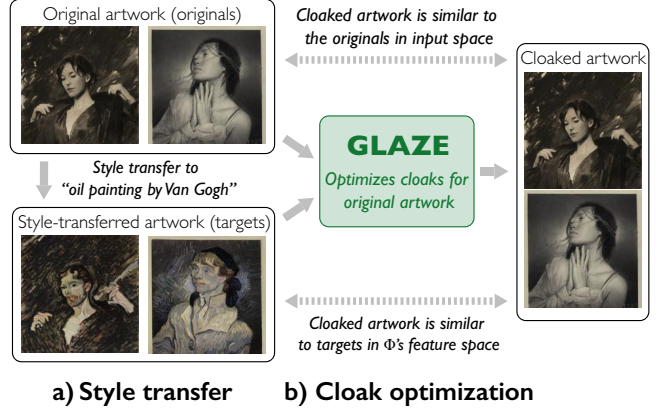 Original artwork (originals)
Cloaked artwork is similar to
the originals in input space
Cloaked artwork
Style transfer to
“oil painting by Van Gogh”
GLAZE
Optimizes cloaks for
original artwork
Style-transferred artwork (targets)
Cloaked artwork is similar
to targets in Φ's feature space
a) Style transfer
b) Cloak optimization